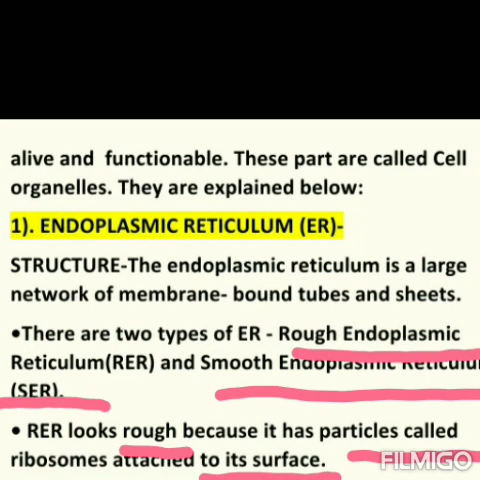 alive and functionable. These part are called Cell
organelles. They are explained below:
1). ENDOPLASMIC RETICULUM (ER)-
STRUCTURE-The endoplasmic reticulum is a large
network of membrane- bound tubes and sheets.
•There are two types of ER - Rough Endoplasmic
Reticulum(RER) and Smooth Endoplasmic Reticulu
(SER).
• RER looks rough because it has particles called
ribosomes attached to its surface.
FILMIGO